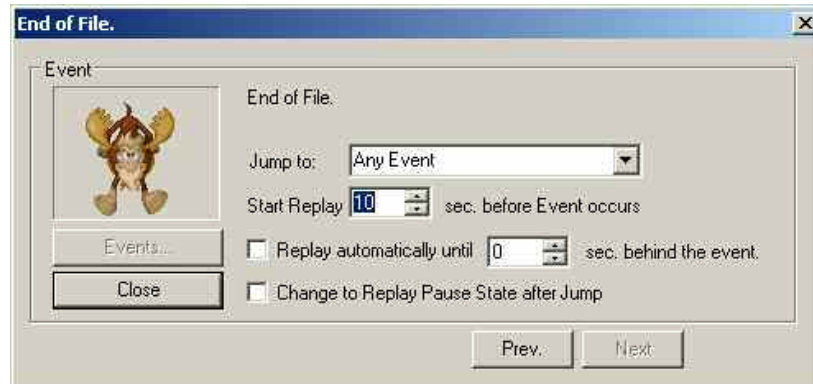 End of File.
Event
End of File.
Jump to: Any Event
Start Replay 10 sec. before Event occurs
Events...
Replay automatically until 0 sec. behind the event.
Close
Change to Replay Pause State after Jump
Prev. Next